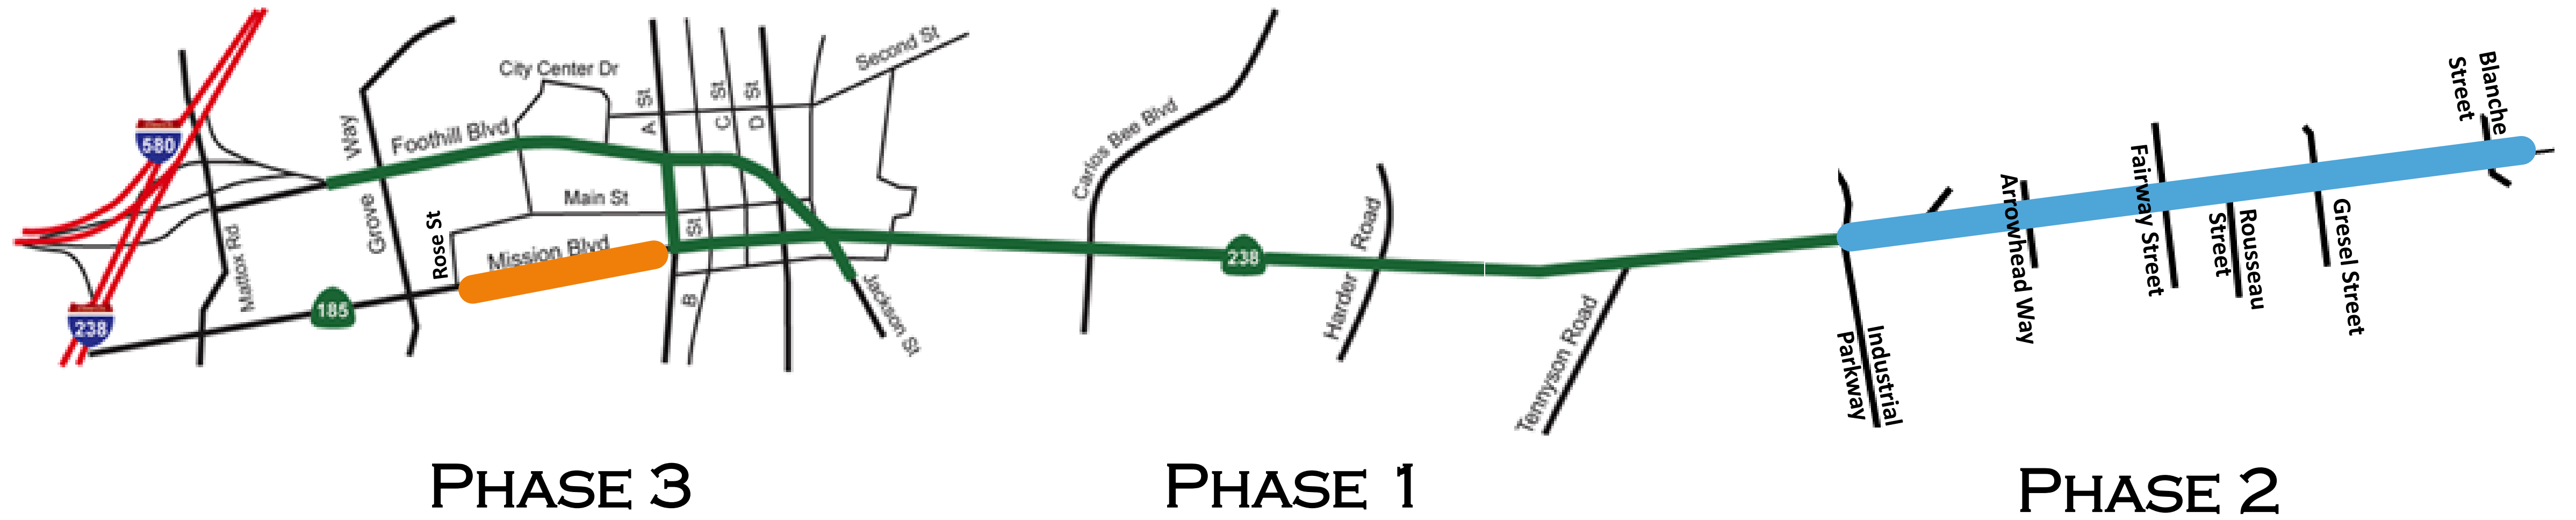 580
238
Mattox Rd
185
Grove
Way
Foothill Blvd
City Center Dr
Rose St
Main St
Mission Blvd
A St
B St
C St
D St
Second St
Jackson St
Carlos Bee Blvd
238
Harder Road
Tennyson Road
Industrial
Parkway
Arrowhead Way
Fairway Street
Rousseau
Street
Gresel Street
Blanche
Street
PHASE 3
PHASE 1
PHASE 2